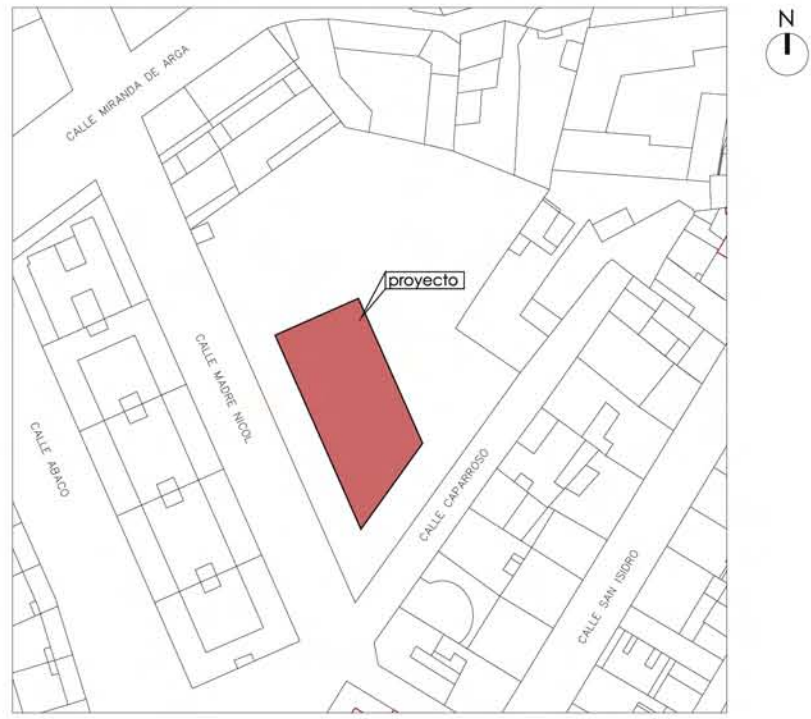 N
CALLE MIRANDA DE ARGA
proyecto
CALLE MADRE NICOL
CALLE ABACO
CALLE CAPARROSO
CALLE SAN ISIDRO